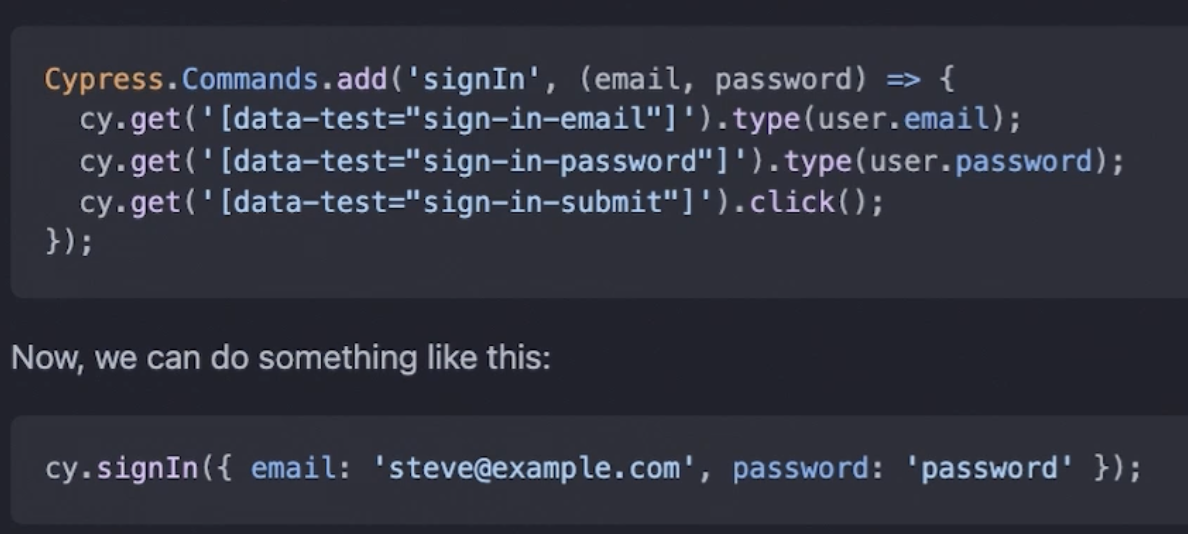 Cypress.Commands.add('signIn', (email, password) => {
  cy.get('[data-test="sign-in-email"]').type(user.email);
  cy.get('[data-test="sign-in-password"]').type(user.password);
  cy.get('[data-test="sign-in-submit"]').click();
});
Now, we can do something like this:
cy.signIn({ email: 'steve@example.com', password: 'password' });